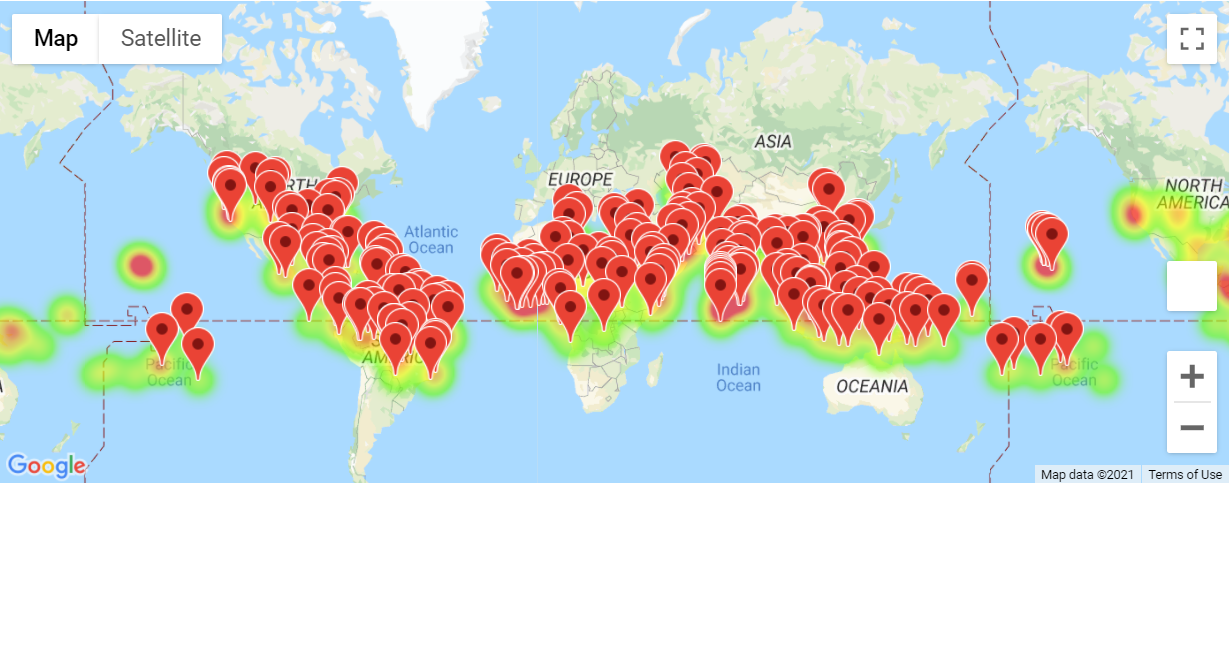 Map
Satellite
ASIA
EUROPE
NORTH
AMERICA
Atlantic
Ocean
Pacific
Ocean
Indian
Ocean
OCEANIA
Pacific
Ocean
Google
Map data ©2021
Terms of Use